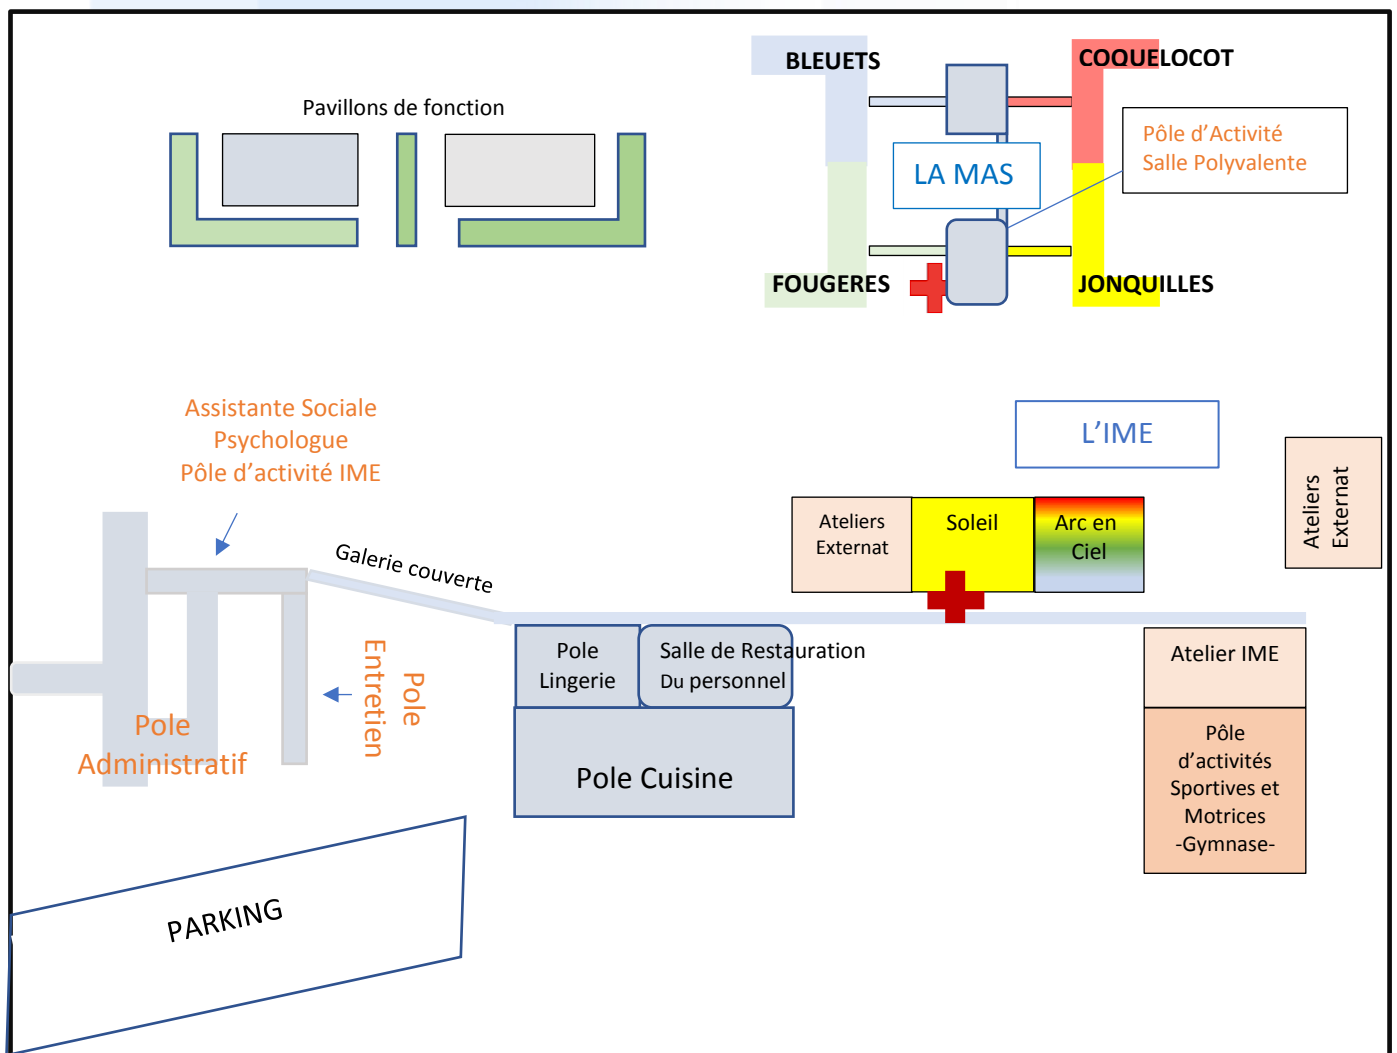 BLEUETS
COQUELOCOT
Pavillons de fonction
Pôle d’Activité
Salle Polyvalente
LA MAS
FOUGERES
JONQUILLES
Assistante Sociale
Psychologue
Pôle d’activité IME
L’IME
Ateliers
Externat
Ateliers
Externat
Soleil
Arc en
Ciel
Galerie couverte
Pole
Entretien
Pole
Lingerie
Salle de Restauration
Du personnel
Atelier IME
Pole
Administratif
Pole Cuisine
Pôle
d’activités
Sportives et
Motrices
-Gymnase-
PARKING